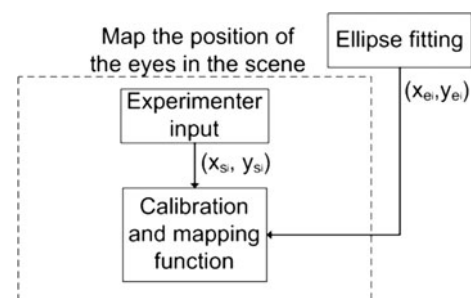 Map the position of
the eyes in the scene
Ellipse fitting
(xei,yei)
Experimenter
input
(xsi, ysi)
Calibration
and mapping
function